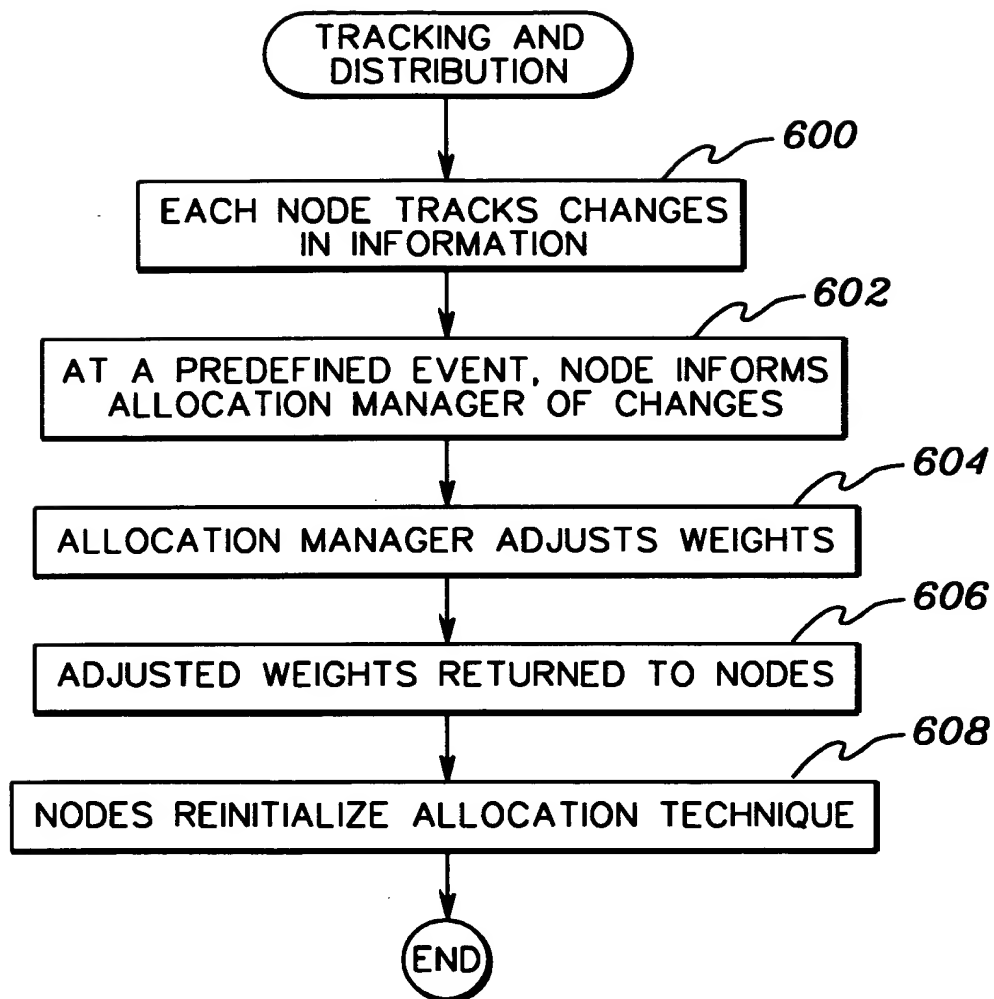 TRACKING AND
DISTRIBUTION
600
EACH NODE TRACKS CHANGES
IN INFORMATION
602
AT A PREDEFINED EVENT, NODE INFORMS
ALLOCATION MANAGER OF CHANGES
604
ALLOCATION MANAGER ADJUSTS WEIGHTS
606
ADJUSTED WEIGHTS RETURNED TO NODES
608
NODES REINITIALIZE ALLOCATION TECHNIQUE
END